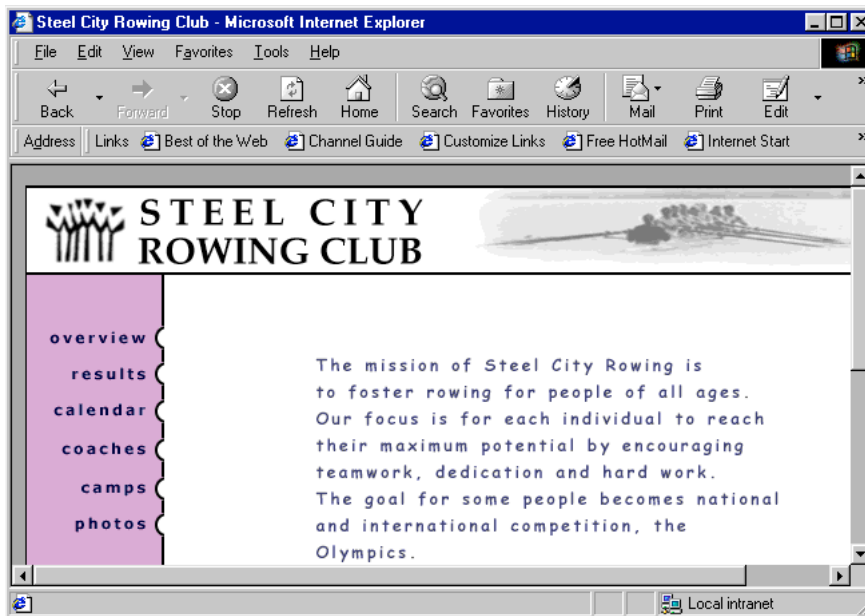 Steel City Rowing Club - Microsoft Internet Explorer
File Edit View Favorites Tools Help
Back Forward Stop Refresh Home Search Favorites History Mail Print Edit »
Address Links Best of the Web Channel Guide Customize Links Free HotMail Internet Start »
STEEL CITY
ROWING CLUB
overview
results
calendar
coaches
camps
photos
The mission of Steel City Rowing is
to foster rowing for people of all ages.
Our focus is for each individual to reach
their maximum potential by encouraging
teamwork, dedication and hard work.
The goal for some people becomes national
and international competition, the
Olympics.
Local intranet